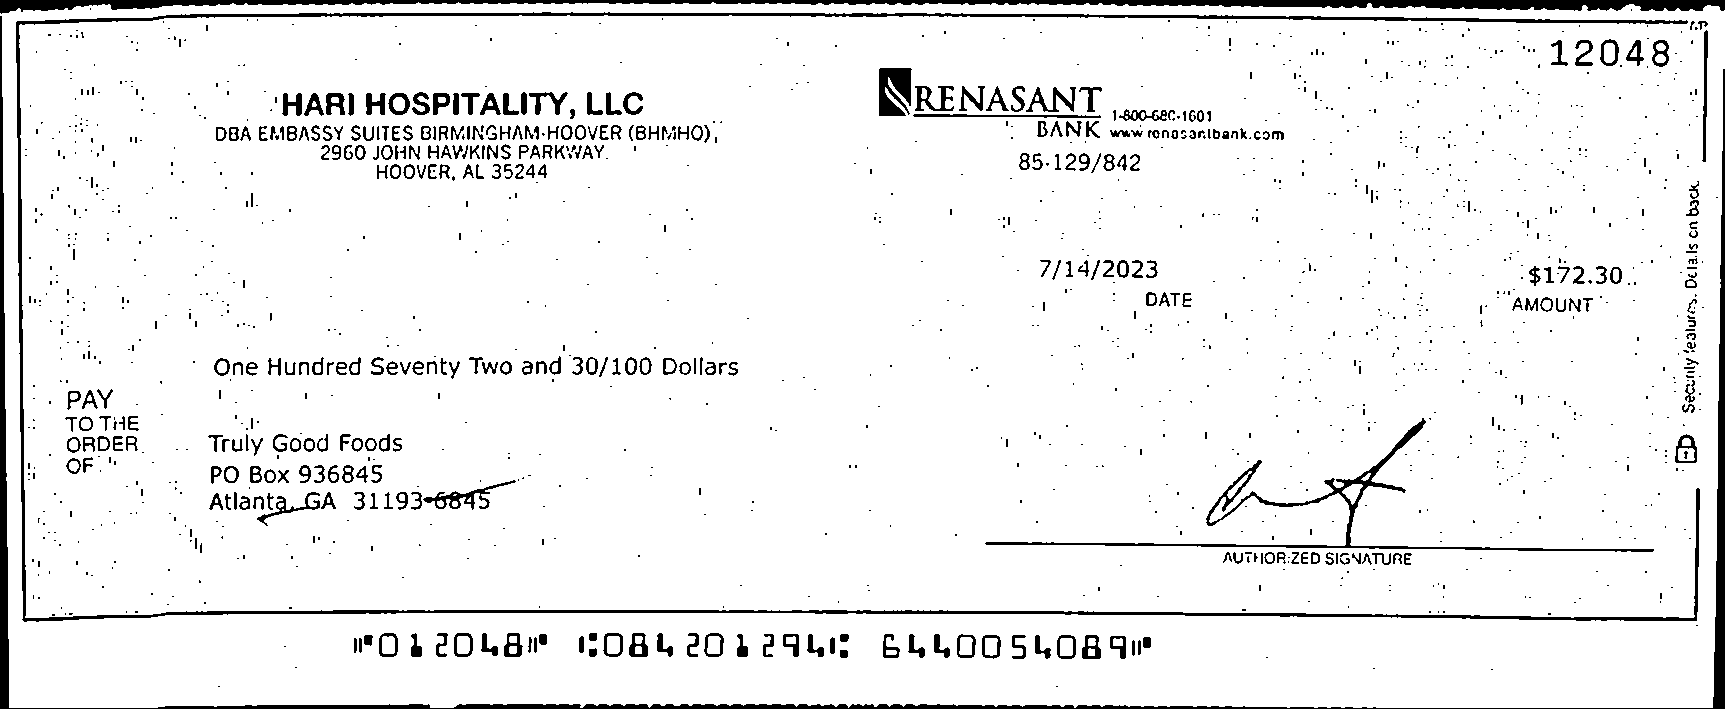 12048
HARI HOSPITALITY, LLC
DBA EMBASSY SUITES BIRMINGHAM-HOOVER (BHMHO)
2960 JOHN HAWKINS PARKWAY
HOOVER, AL 35244
RENASANT
BANK
1-800-680-1601
www.renasantbank.com
85-129/842
7/14/2023
DATE
$172.30
AMOUNT
One Hundred Seventy Two and 30/100 Dollars
PAY
TO THE
ORDER
OF
Truly Good Foods
PO Box 936845
Atlanta, GA 31193-6845
AUTHORIZED SIGNATURE
Security features. Details on back.
⑈012048⑈ ⑆084201294⑆ 6440054089⑈